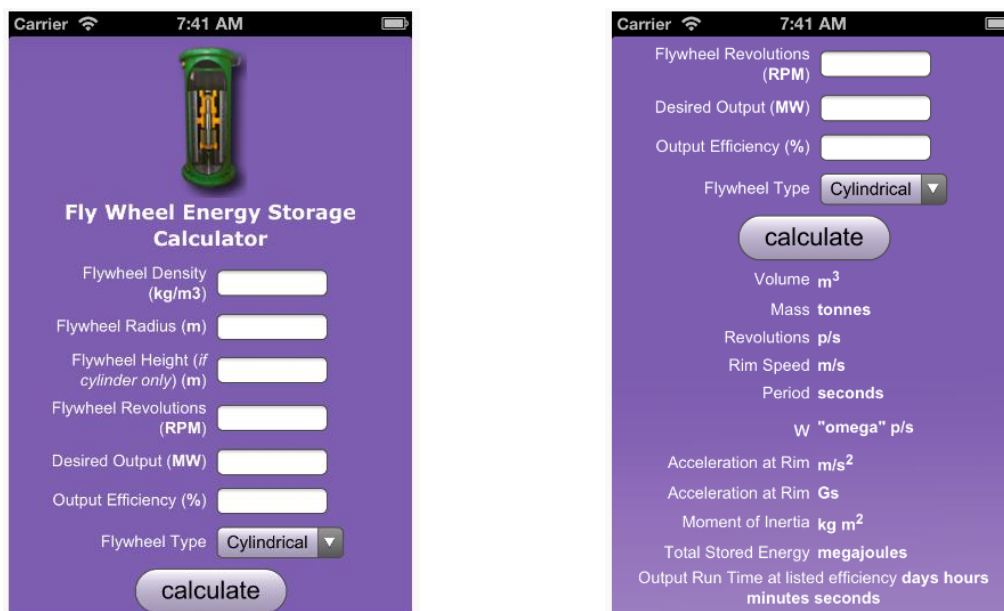 Carrier 7:41 AM
Fly Wheel Energy Storage
Calculator
Flywheel Density
(kg/m3)
Flywheel Radius (m)
Flywheel Height (if
cylinder only) (m)
Flywheel Revolutions
(RPM)
Desired Output (MW)
Output Efficiency (%)
Flywheel Type Cylindrical
calculate
Carrier 7:41 AM
Flywheel Revolutions
(RPM)
Desired Output (MW)
Output Efficiency (%)
Flywheel Type Cylindrical
calculate
Volume m³
Mass tonnes
Revolutions p/s
Rim Speed m/s
Period seconds
w "omega" p/s
Acceleration at Rim m/s²
Acceleration at Rim Gs
Moment of Inertia kg m²
Total Stored Energy megajoules
Output Run Time at listed efficiency days hours
minutes seconds